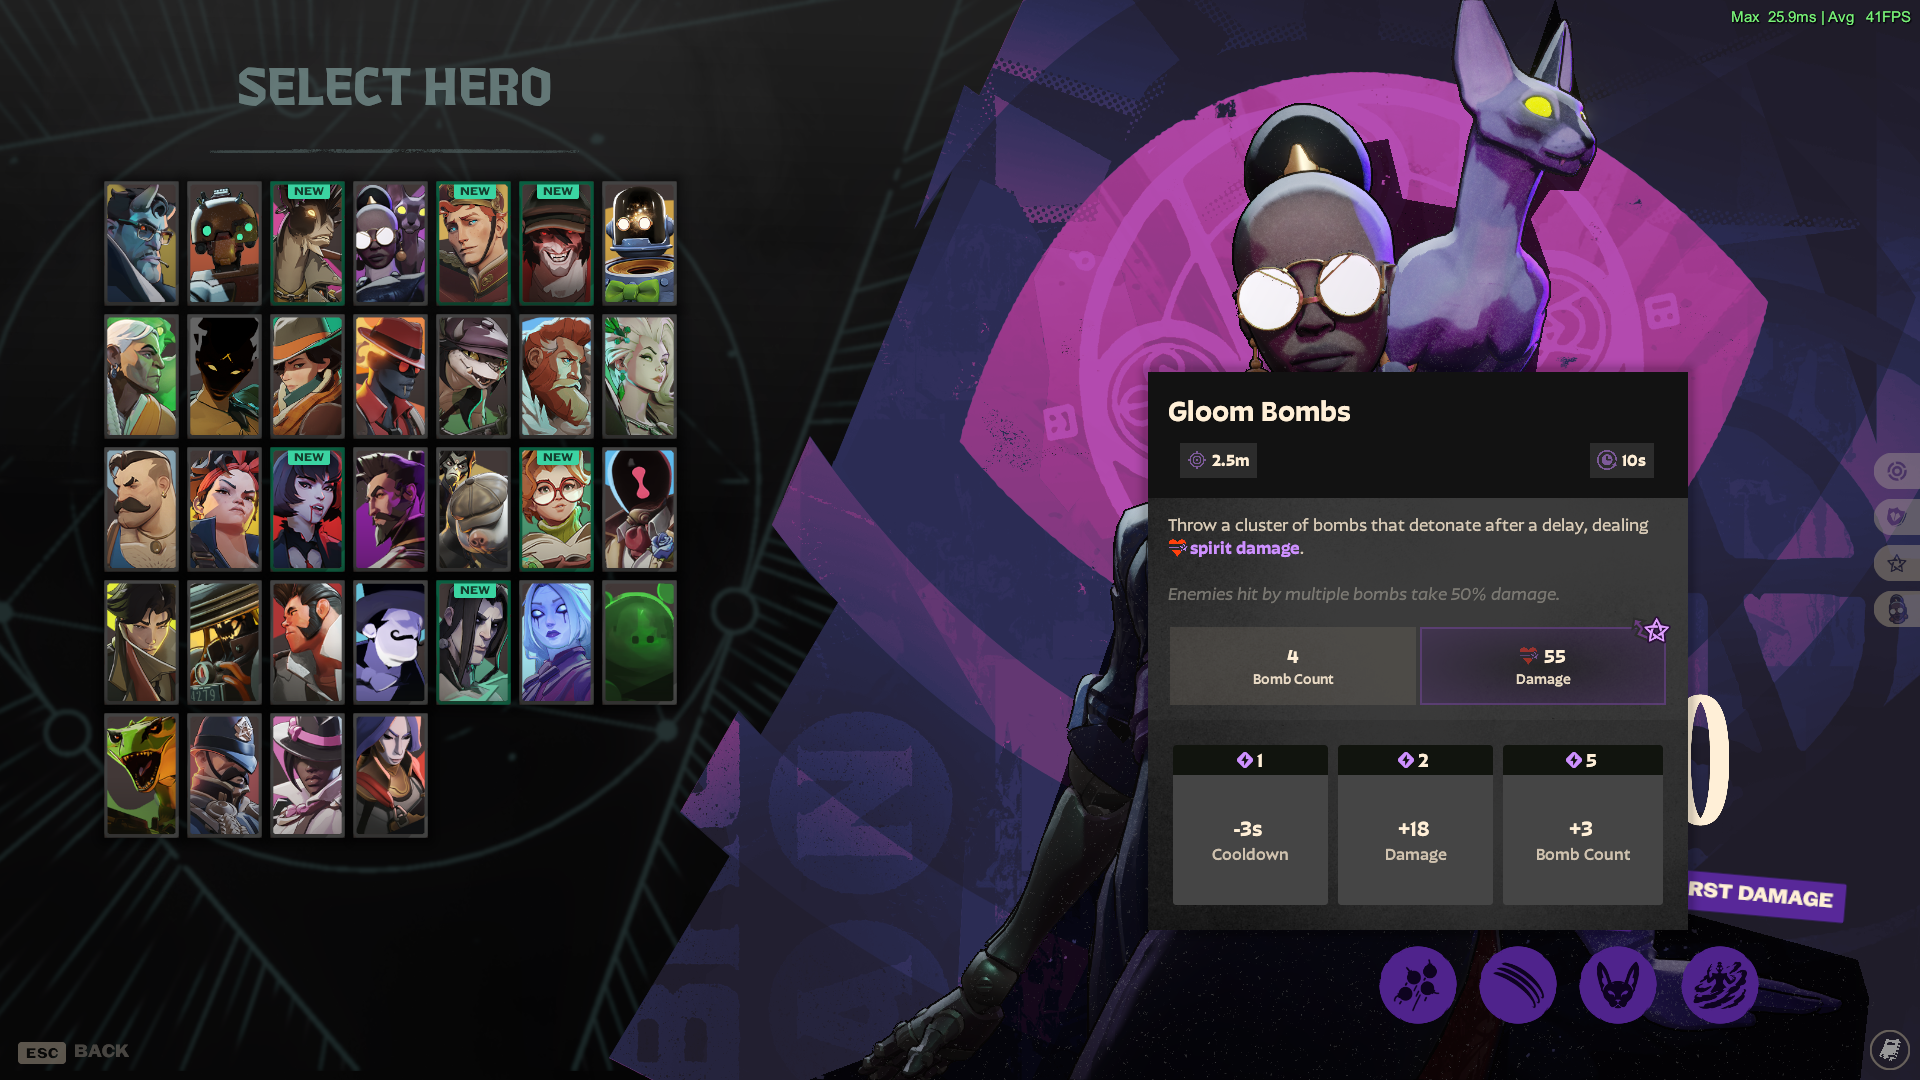 Max 25.9ms | Avg 41FPS
SELECT HERO
NEW
NEW
NEW
NEW
NEW
NEW
4279
Gloom Bombs
2.5m
10s
Throw a cluster of bombs that detonate after a delay, dealing
spirit damage.
Enemies hit by multiple bombs take 50% damage.
4
Bomb Count
55
Damage
1
2
5
-3s
Cooldown
+18
Damage
+3
Bomb Count
RST DAMAGE
ESC BACK